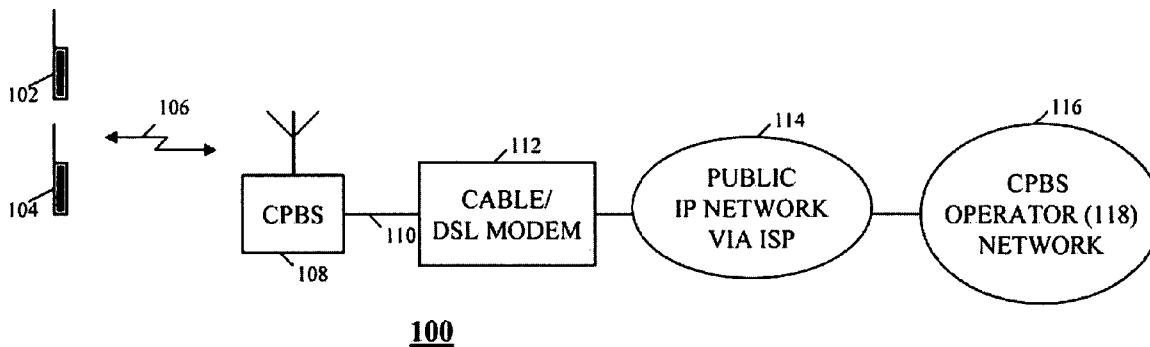 102
104
106
CPBS
108
110
112
CABLE/
DSL MODEM
114
PUBLIC
IP NETWORK
VIA ISP
116
CPBS
OPERATOR (118)
NETWORK
100